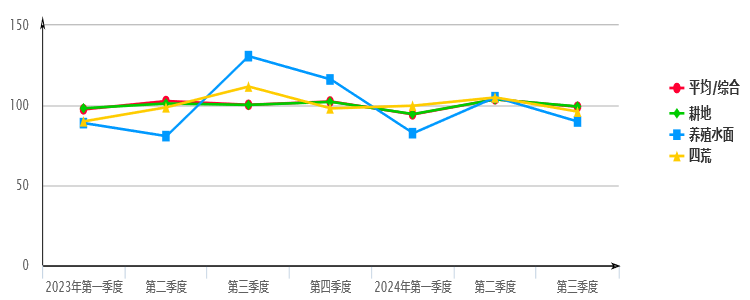 150
100
50
0
2023年第一季度
第二季度
第三季度
第四季度
2024年第一季度
第二季度
第三季度
平均/综合
耕地
养殖水面
四荒